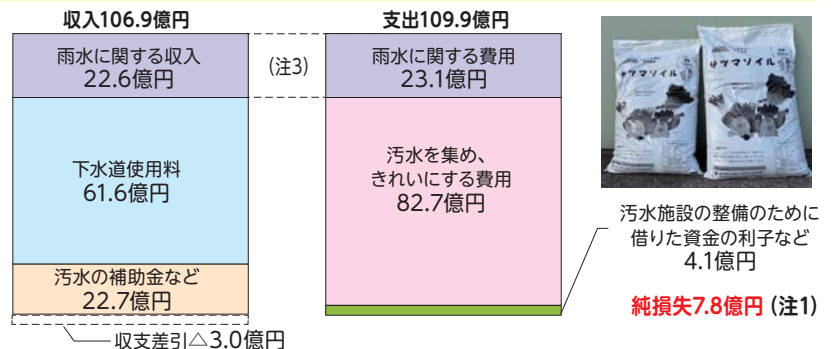 収入106.9億円
雨水に関する収入
22.6億円
下水道使用料
61.6億円
汚水の補助金など
22.7億円
収支差引△3.0億円
(注3)
支出109.9億円
雨水に関する費用
23.1億円
汚水を集め、
きれいにする費用
82.7億円
サツマソイル
サツマソイル
汚水施設の整備のために
借りた資金の利子など
4.1億円
純損失7.8億円 (注1)